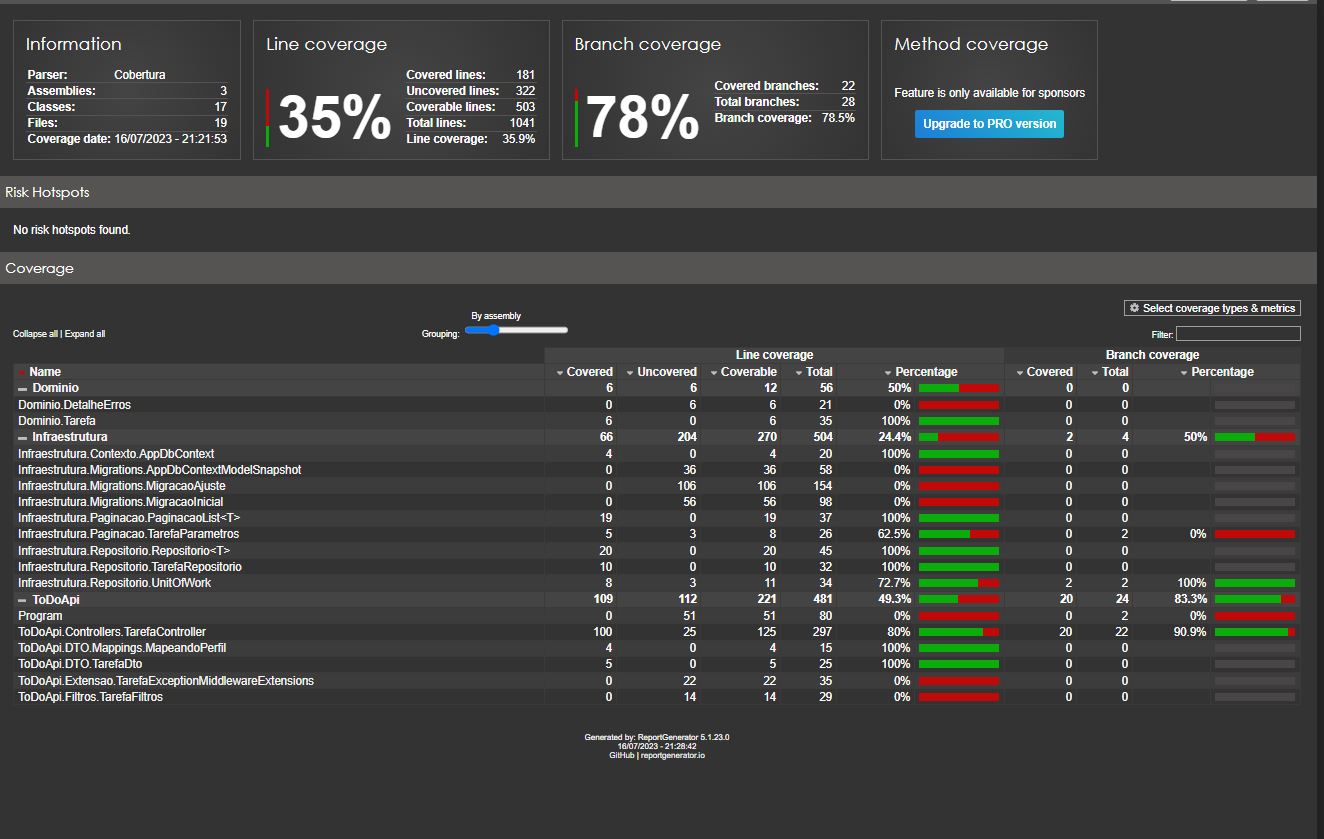 Information
Parser: Cobertura
Assemblies: 3
Classes: 17
Files: 19
Coverage date: 16/07/2023 - 21:21:53
Line coverage
35%
Covered lines: 181
Uncovered lines: 322
Coverable lines: 503
Total lines: 1041
Line coverage: 35.9%
Branch coverage
78%
Covered branches: 22
Total branches: 28
Branch coverage: 78.5%
Method coverage
Feature is only available for sponsors
Upgrade to PRO version
Risk Hotspots
No risk hotspots found.
Coverage
Collapse all | Expand all
By assembly
Grouping:
Select coverage types & metrics
Filter:
Line coverage Branch coverage
Name Covered Uncovered Coverable Total Percentage Covered Total Percentage
Dominio 6 6 12 56 50% 0 0
Dominio.DetalheErros 0 6 6 21 0% 0 0
Dominio.Tarefa 6 0 6 35 100% 0 0
Infraestrutura 66 204 270 504 24.4% 2 4 50%
Infraestrutura.Contexto.AppDbContext 4 0 4 20 100% 0 0
Infraestrutura.Migrations.AppDbContextModelSnapshot 0 36 36 58 0% 0 0
Infraestrutura.Migrations.MigracaoAjuste 0 106 106 154 0% 0 0
Infraestrutura.Migrations.MigracaoInicial 0 56 56 98 0% 0 0
Infraestrutura.Paginacao.PaginacaoList<T> 19 0 19 37 100% 0 0
Infraestrutura.Paginacao.TarefaParametros 5 3 8 26 62.5% 0 2 0%
Infraestrutura.Repositorio.Repositorio<T> 20 0 20 45 100% 0 0
Infraestrutura.Repositorio.TarefaRepositorio 10 0 10 32 100% 0 0
Infraestrutura.Repositorio.UnitOfWork 8 3 11 34 72.7% 2 2 100%
ToDoApi 109 112 221 481 49.3% 20 24 83.3%
Program 0 51 51 80 0% 0 2 0%
ToDoApi.Controllers.TarefaController 100 25 125 297 80% 20 22 90.9%
ToDoApi.DTO.Mappings.MapeandoPerfil 4 0 4 15 100% 0 0
ToDoApi.DTO.TarefaDto 5 0 5 25 100% 0 0
ToDoApi.Extensao.TarefaExceptionMiddlewareExtensions 0 22 22 35 0% 0 0
ToDoApi.Filtros.TarefaFiltros 0 14 14 29 0% 0 0
Generated by: ReportGenerator 5.1.23.0
16/07/2023 - 21:28:42
GitHub | reportgenerator.io